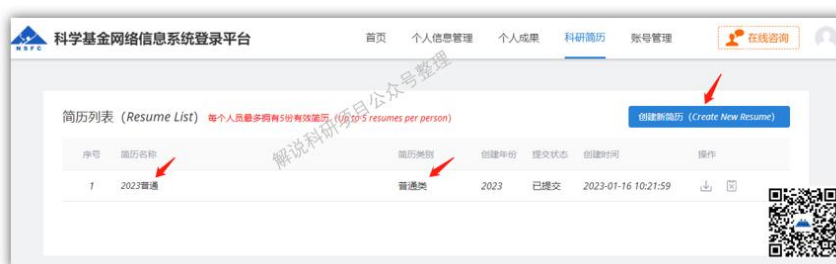 NSFC
科学基金网络信息系统登录平台 首页 个人信息管理 个人成果 科研简历 账号管理 在线咨询
解说科研项目公众号整理
简历列表 (Resume List) 每个人员最多拥有5份有效简历 (Up to 5 resumes per person) 创建新简历 (Create New Resume)
序号 简历名称 简历类别 创建年份 提交状态 创建时间 操作
1 2023普通 普通类 2023 已提交 2023-01-16 10:21:59